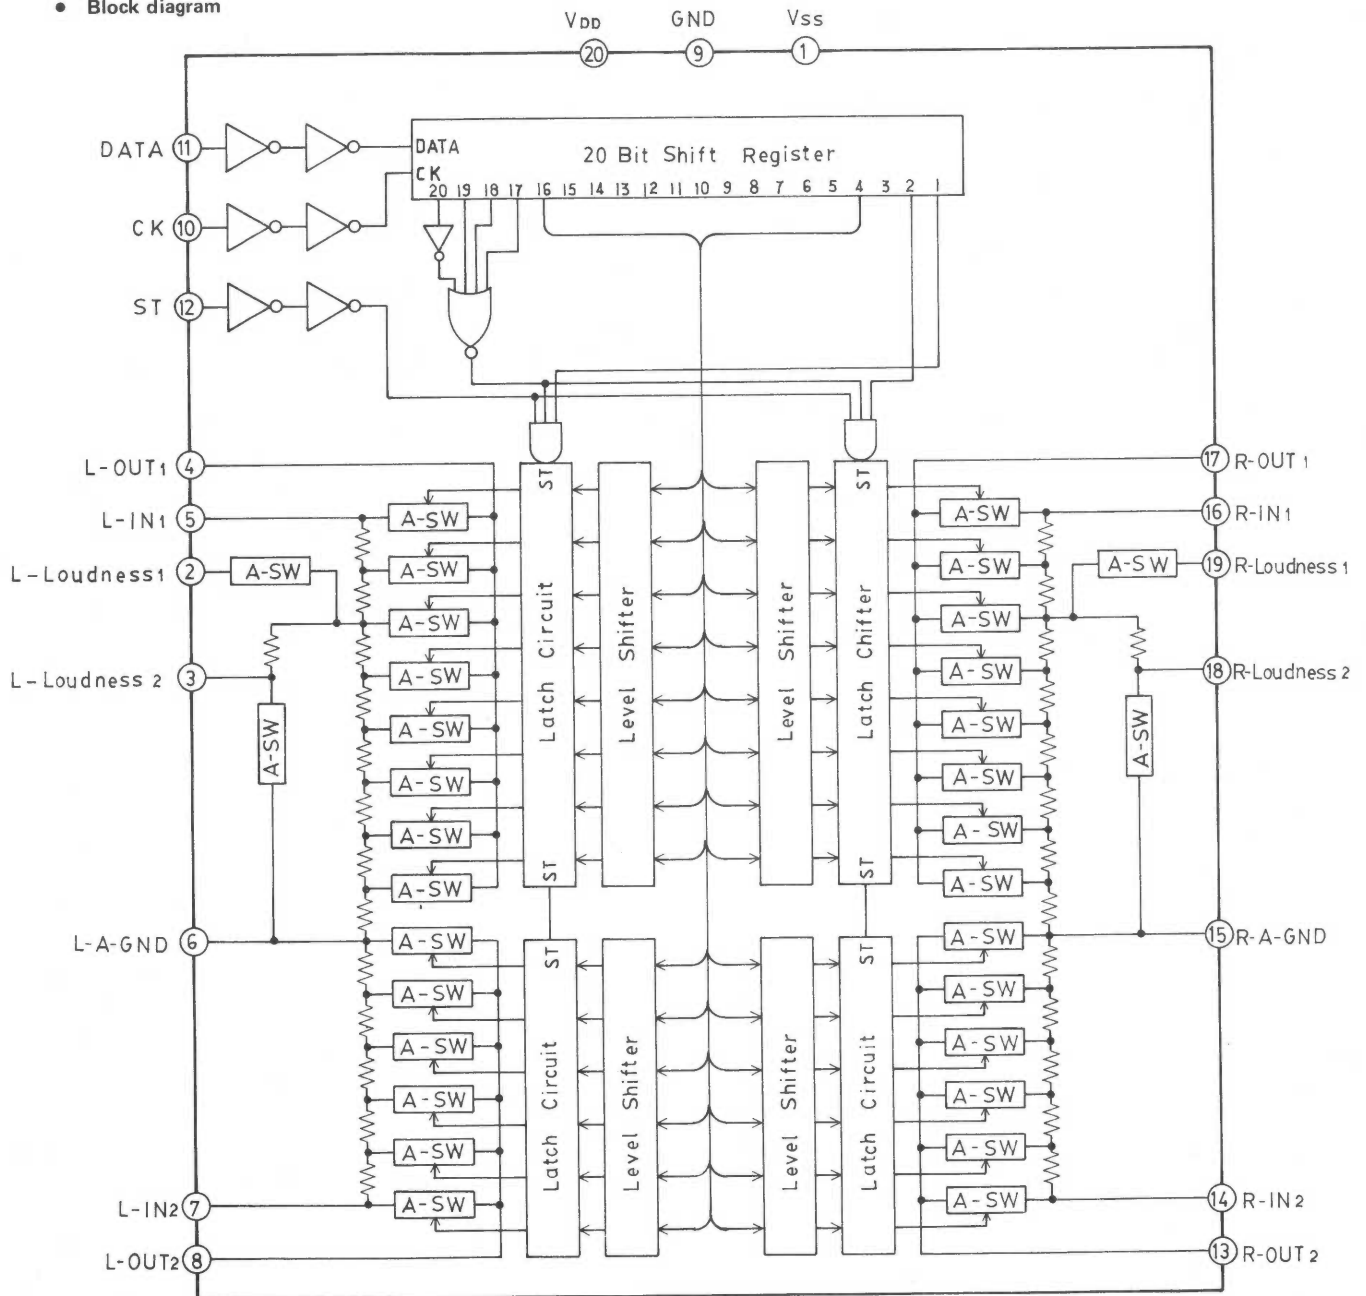 • Block diagram
VDD GND VSS
20 9 1
DATA 11
DATA
20 Bit Shift Register
CK
20 19 18 17 16 15 14 13 12 11 10 9 8 7 6 5 4 3 2 1
CK 10
ST 12
L-OUT1 4
ST
ST
17 R-OUT 1
L-IN1 5
A-SW
A-SW
16 R-IN1
L-Loudness1 2
A-SW
A-SW
A-SW
A-SW
19 R-Loudness 1
A-SW
A-SW
L-Loudness 2 3
A-SW
A-SW
18 R-Loudness 2
A-SW
A-SW
Latch Circuit
Level Shifter
Level Shifter
Latch Chifter
A-SW
A-SW
A-SW
A-SW
A-SW
A-SW
A-SW
A-SW
ST
ST
L-A-GND 6
A-SW
ST
ST
A-SW
15 R-A-GND
A-SW
A-SW
A-SW
A-SW
Latch Circuit
Level Shifter
Level Shifter
Latch Circuit
A-SW
A-SW
A-SW
A-SW
L-IN2 7
A-SW
A-SW
14 R-IN2
L-OUT2 8
13 R-OUT 2